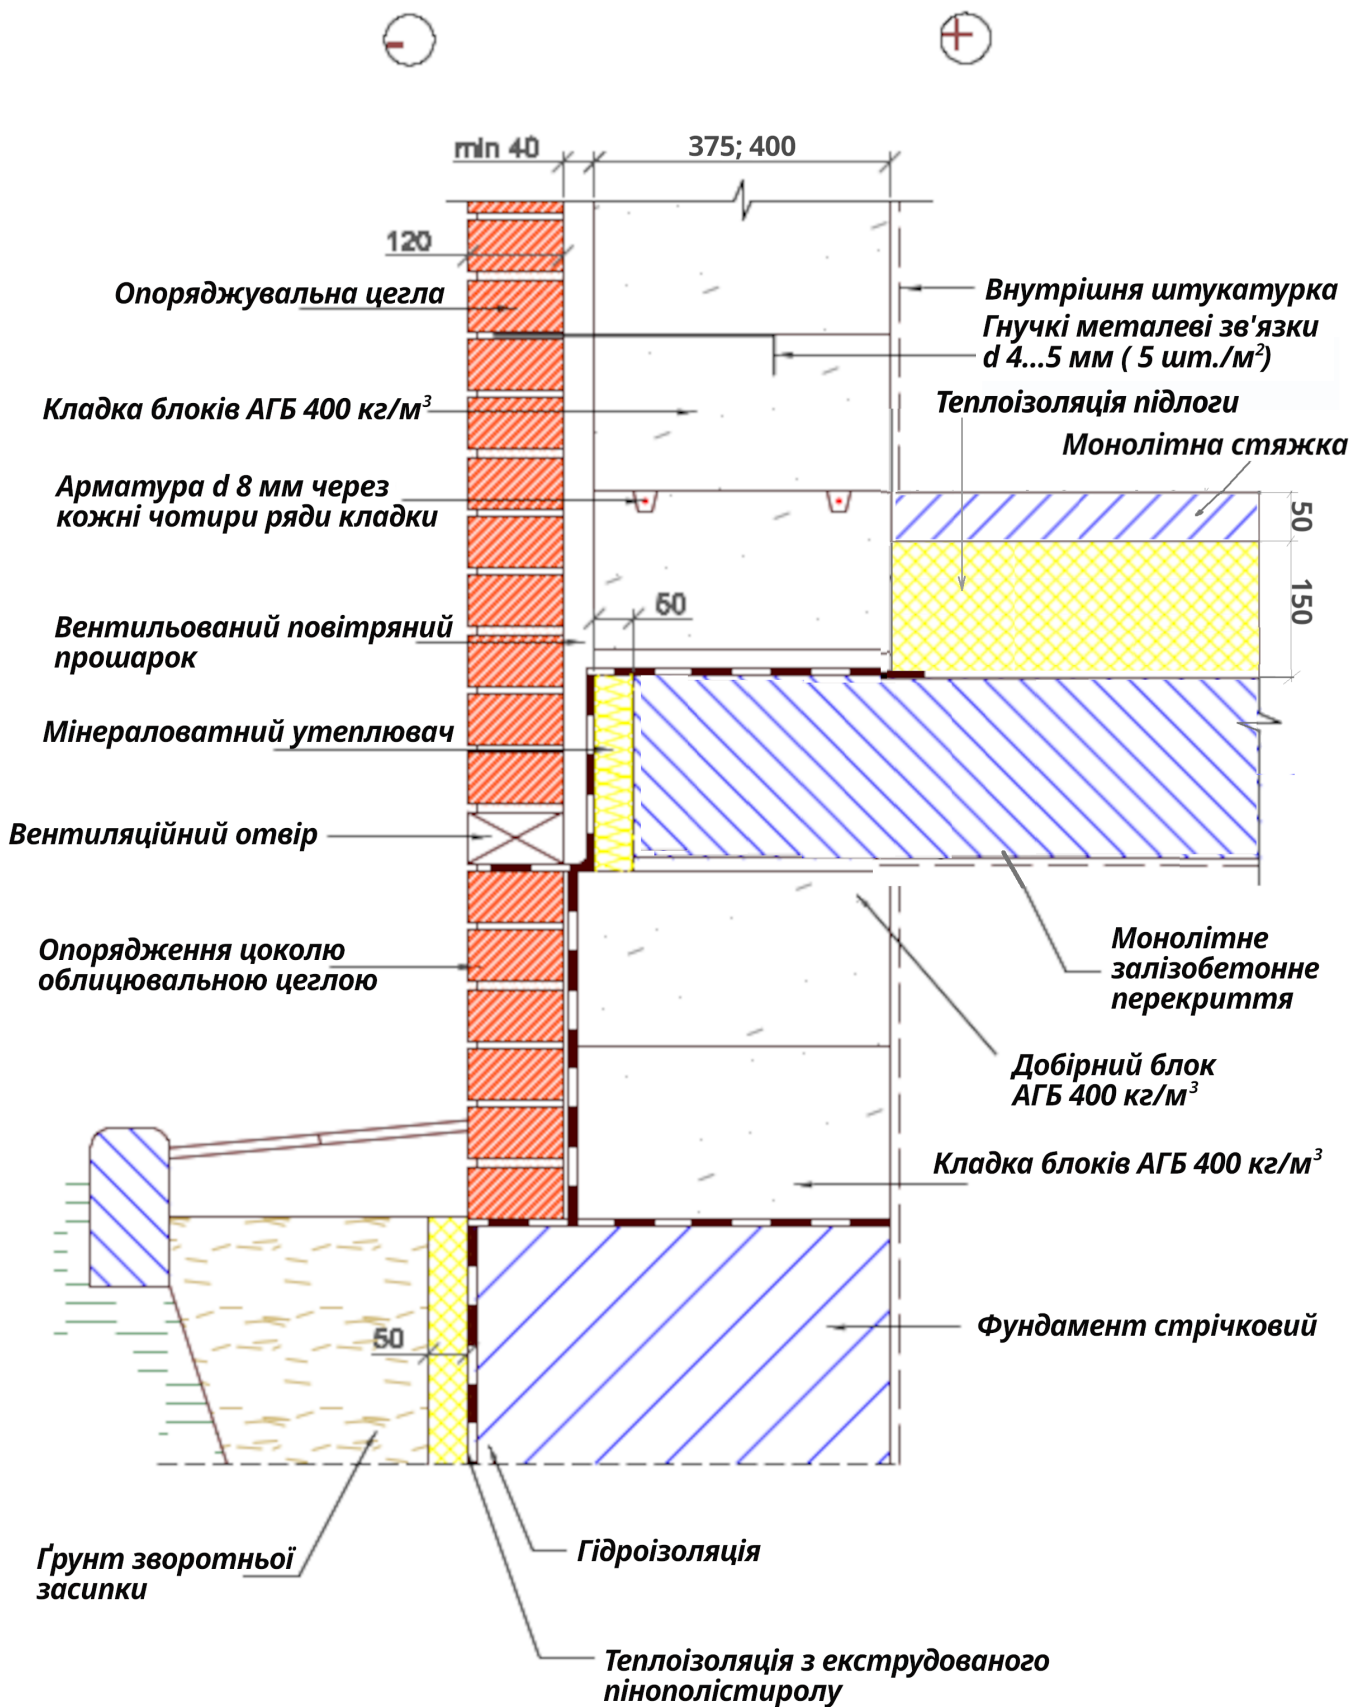 min 40
375; 400
120
Опоряджувальна цегла
Внутрішня штукатурка
Гнучкі металеві зв'язки
d 4...5 мм ( 5 шт./м²)
Кладка блоків АГБ 400 кг/м³
Теплоізоляція підлоги
Монолітна стяжка
Арматура d 8 мм через
кожні чотири ряди кладки
50
150
50
Вентильований повітряний
прошарок
Мінераловатний утеплювач
Вентиляційний отвір
Опорядження цоколю
облицювальною цеглою
Монолітне
залізобетонне
перекриття
Добірний блок
АГБ 400 кг/м³
Кладка блоків АГБ 400 кг/м³
50
Фундамент стрічковий
Ґрунт зворотньої
засипки
Гідроізоляція
Теплоізоляція з екструдованого
пінополістиролу